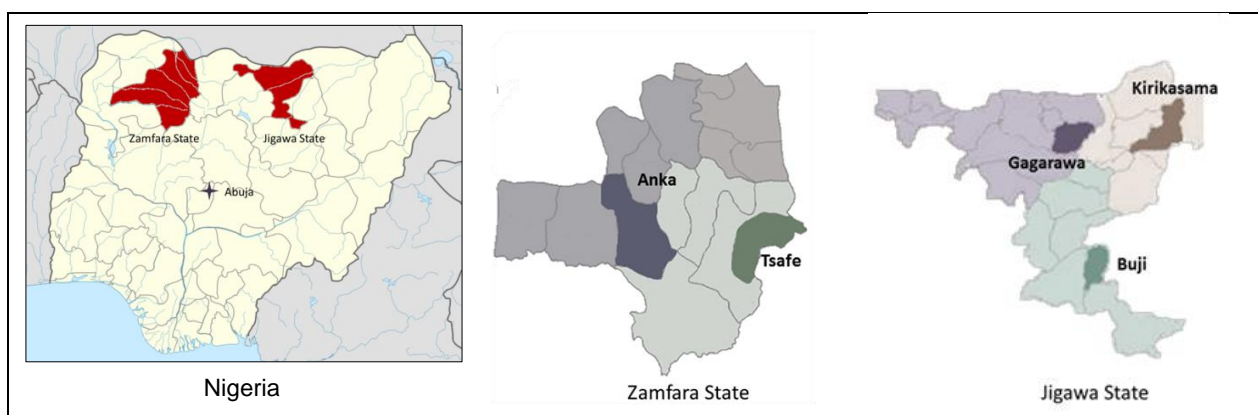 Zamfara State
Jigawa State
Abuja
Nigeria
Anka
Tsafe
Zamfara State
Kirikasama
Gagarawa
Buji
Jigawa State